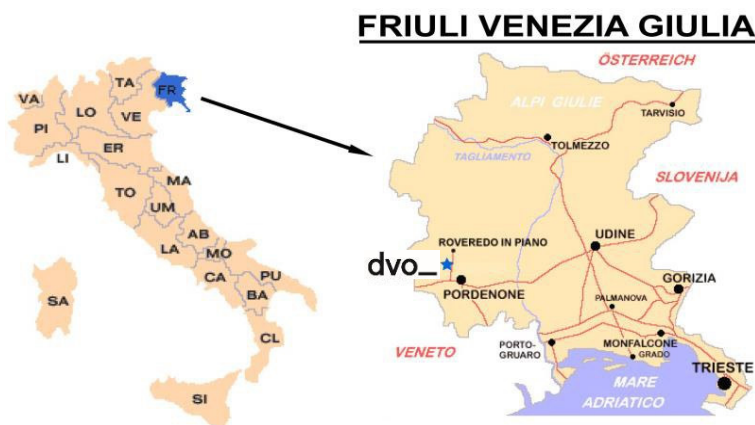 FRIULI VENEZIA GIULIA
ÖSTERREICH
TA
FR
VA
LO
VE
PI
ER
LI
TO
MA
UM
AB
LA
MO
CA
PU
BA
SA
CL
SI
ALPI GIULIE
TARVISIO
TOLMEZZO
TAGLIAMENTO
SLOVENIJA
ROVEREDO IN PIANO
UDINE
dvo_
PORDENONE
GORIZIA
PALMANOVA
VENETO
PORTO-
GRUARO
MONFALCONE
GRADO
TRIESTE
MARE
ADRIATICO